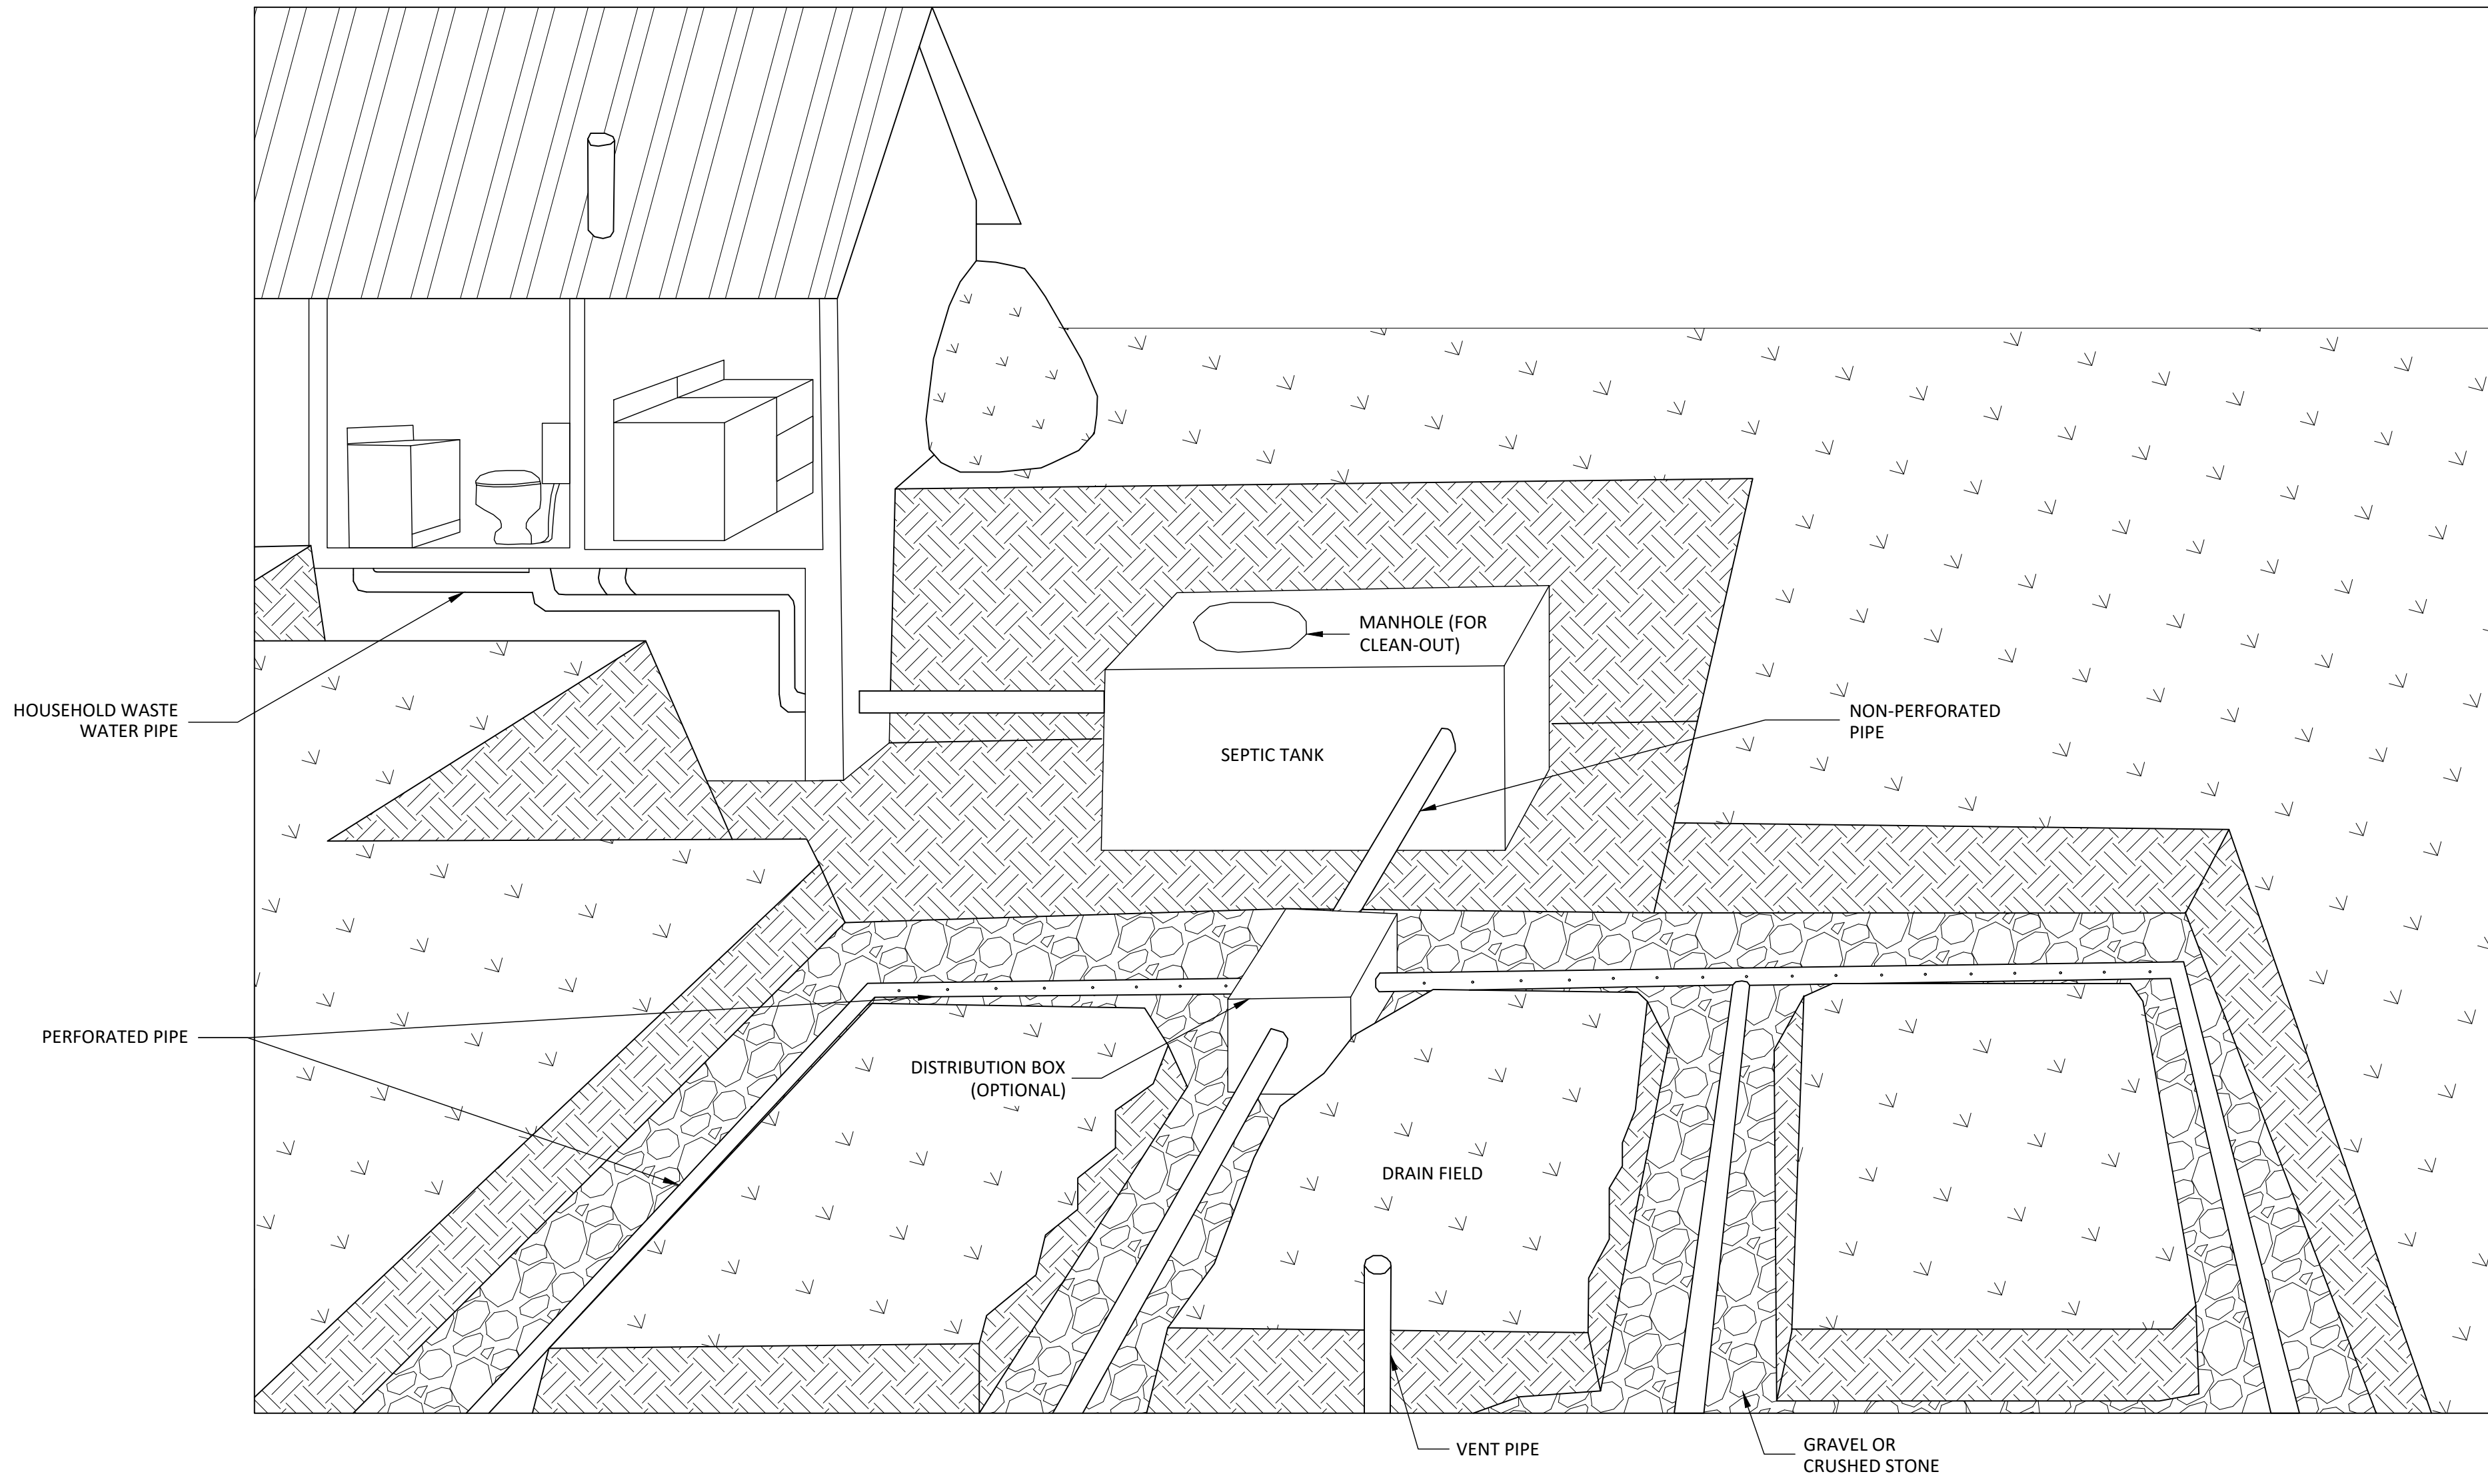 MANHOLE (FOR
CLEAN-OUT)
HOUSEHOLD WASTE
WATER PIPE
NON-PERFORATED
PIPE
SEPTIC TANK
PERFORATED PIPE
DISTRIBUTION BOX
(OPTIONAL)
DRAIN FIELD
VENT PIPE
GRAVEL OR
CRUSHED STONE